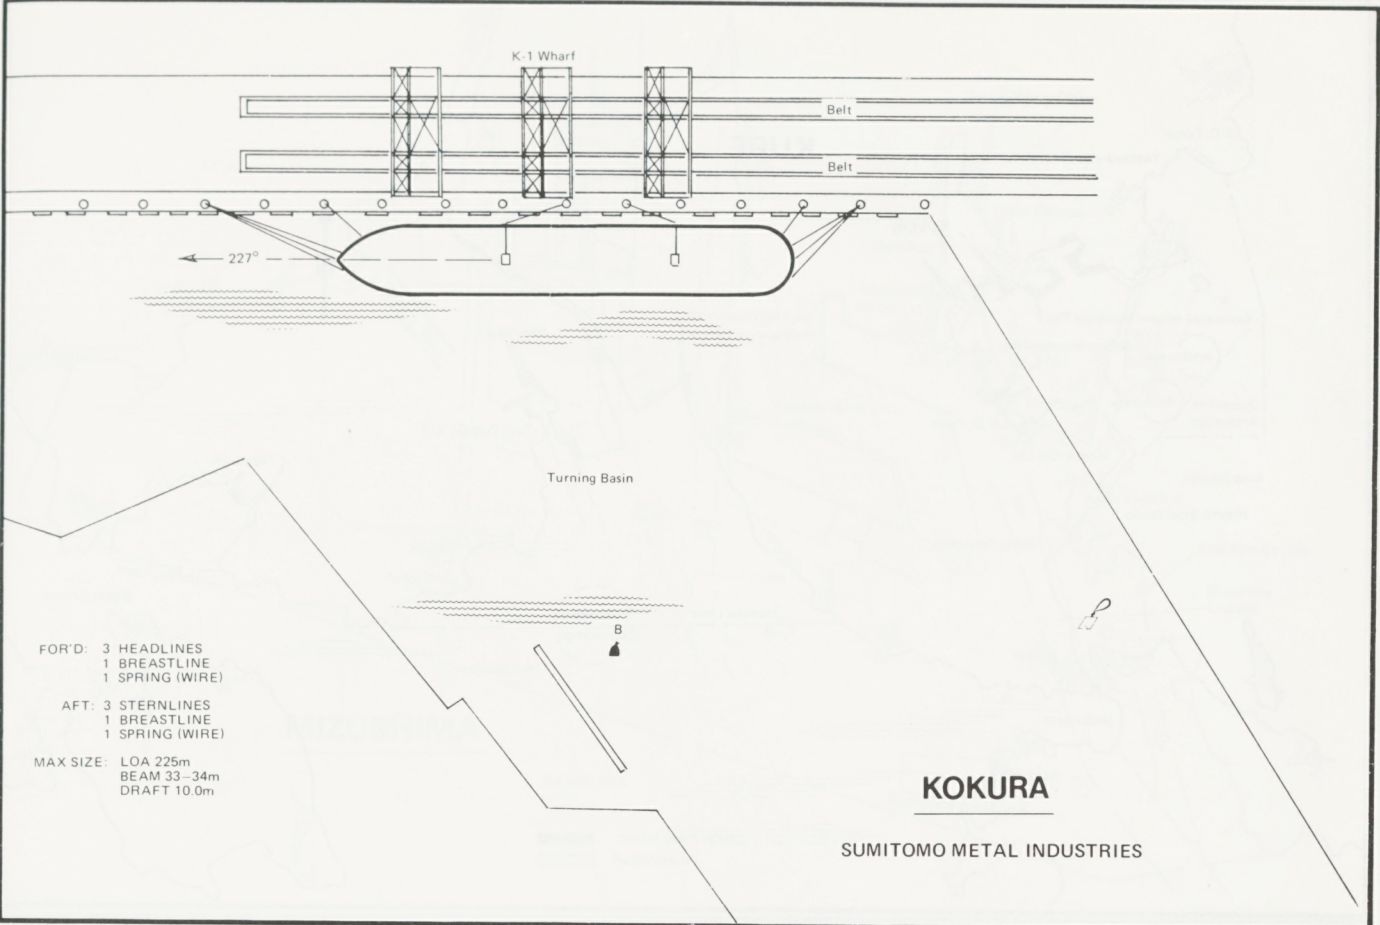 K-1 Wharf
Belt
Belt
227°
Turning Basin
B
FOR'D: 3 HEADLINES
1 BREASTLINE
1 SPRING (WIRE)
AFT: 3 STERNLINES
1 BREASTLINE
1 SPRING (WIRE)
MAX SIZE: LOA 225m
BEAM 33–34m
DRAFT 10.0m
KOKURA
SUMITOMO METAL INDUSTRIES